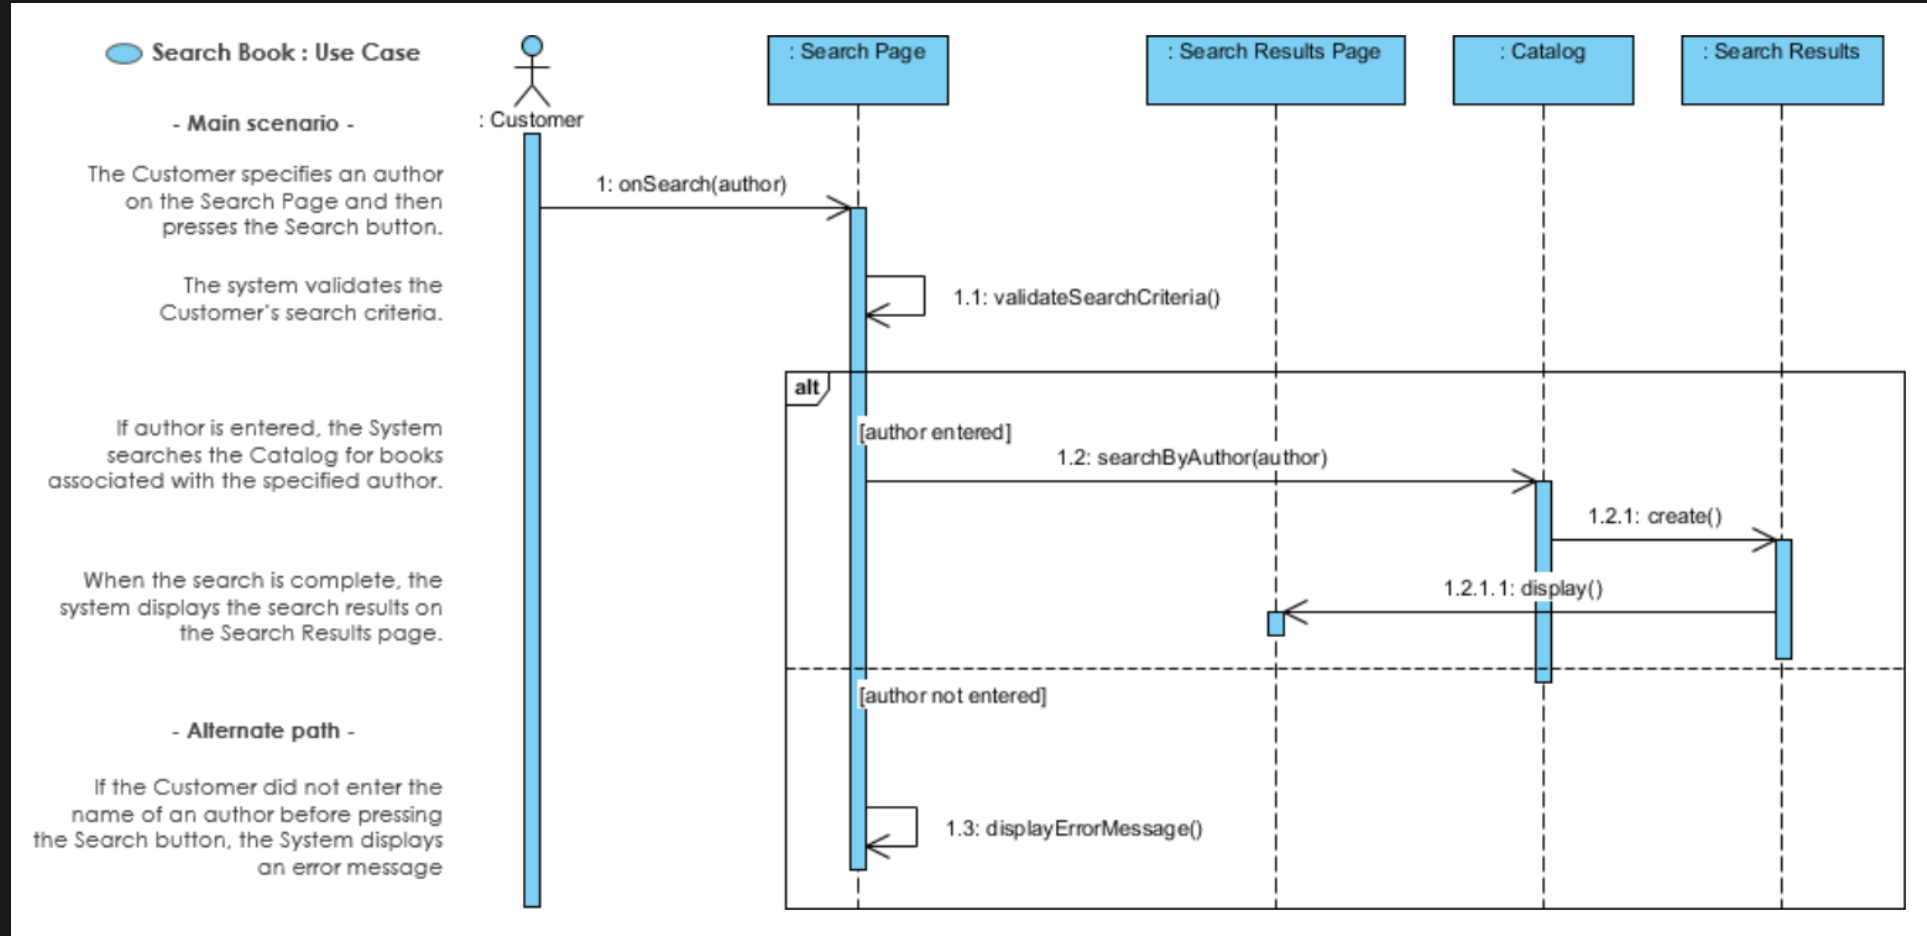 Search Book : Use Case
: Customer
: Search Page
: Search Results Page
: Catalog
: Search Results
- Main scenario -
The Customer specifies an author
on the Search Page and then
presses the Search button.
1: onSearch(author)
The system validates the
Customer's search criteria.
1.1: validateSearchCriteria()
alt
If author is entered, the System
searches the Catalog for books
associated with the specified author.
[author entered]
1.2: searchByAuthor(author)
1.2.1: create()
When the search is complete, the
system displays the search results on
the Search Results page.
1.2.1.1: display()
[author not entered]
- Alternate path -
If the Customer did not enter the
name of an author before pressing
the Search button, the System displays
an error message
1.3: displayErrorMessage()